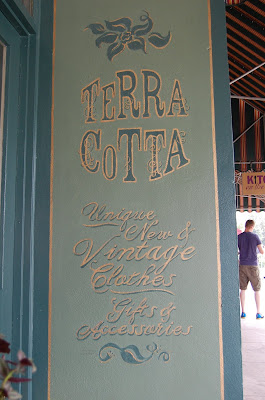 TERRA
COTTA
Unique
New &
Vintage
Clothes
Gifts &
Accessories